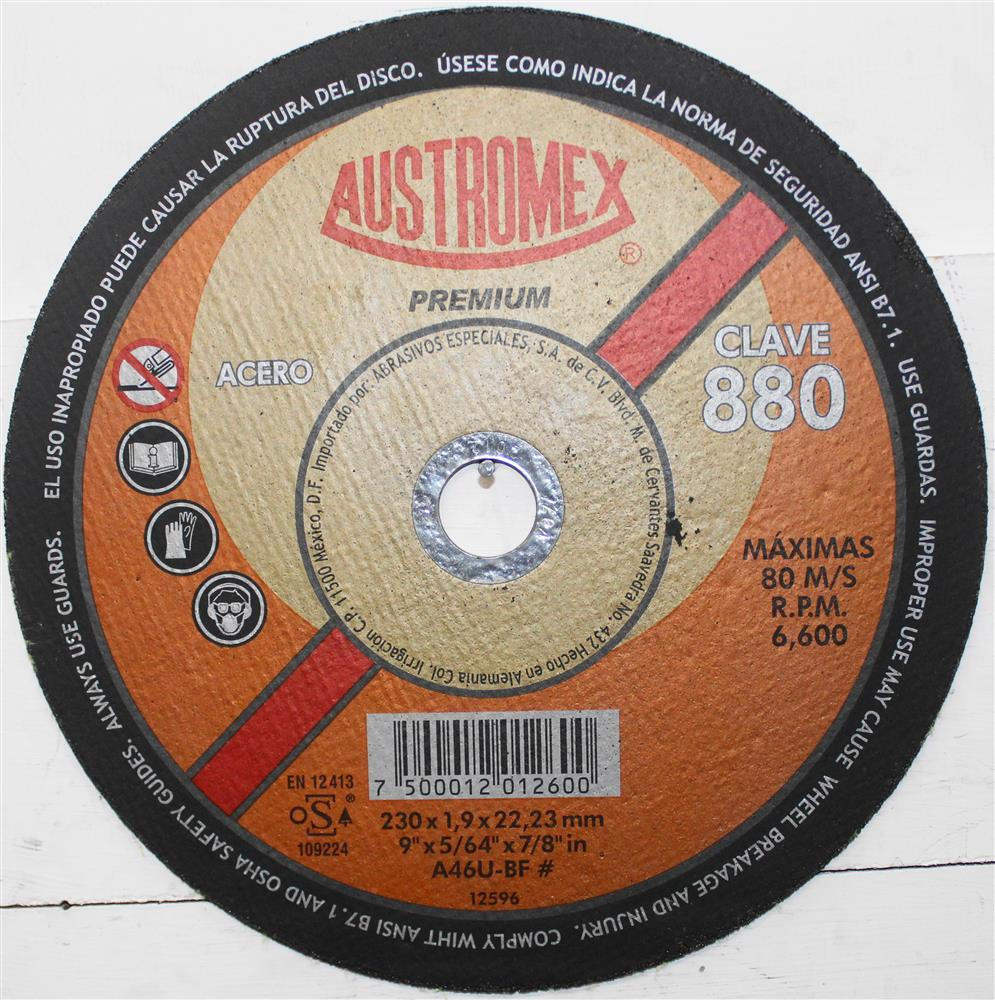 EL USO INAPROPIADO PUEDE CAUSAR LA RUPTURA DEL DISCO. ÚSESE COMO INDICA LA NORMA DE SEGURIDAD ANSI B7.1. USE GUARDAS. IMPROPER USE MAY CAUSE WHEEL BREAKAGE AND INJURY. COMPLY WIHT ANSI B7.1 AND OSHA SAFETY GUIDES. ALWAYS USE GUARDS.
AUSTROMEX
®
PREMIUM
ACERO
CLAVE
880
Importado por: ABRASIVOS ESPECIALES, S.A. de C.V. Blvd. M. de Cervantes Saavedra No. 432 Hecho en Alemania Col. Irrigación C.P. 11500 México, D.F.
MÁXIMAS
80 M/S
R.P.M.
6,600
7 500012 012600
EN 12413
oS®
109224
230 x 1,9 x 22,23 mm
9" x 5/64" x 7/8" in
A46U-BF #
12596